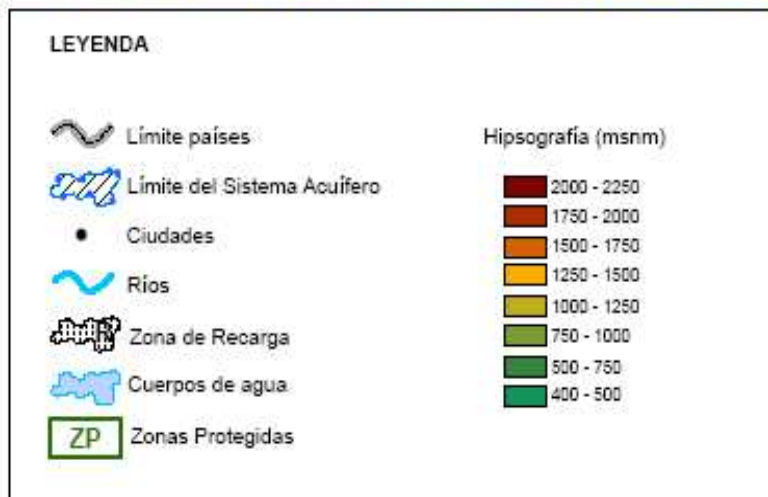 LEYENDA
Límite países
Límite del Sistema Acuífero
Ciudades
Ríos
Zona de Recarga
Cuerpos de agua
ZP Zonas Protegidas
Hipsografía (msnm)
2000 - 2250
1750 - 2000
1500 - 1750
1250 - 1500
1000 - 1250
750 - 1000
500 - 750
400 - 500